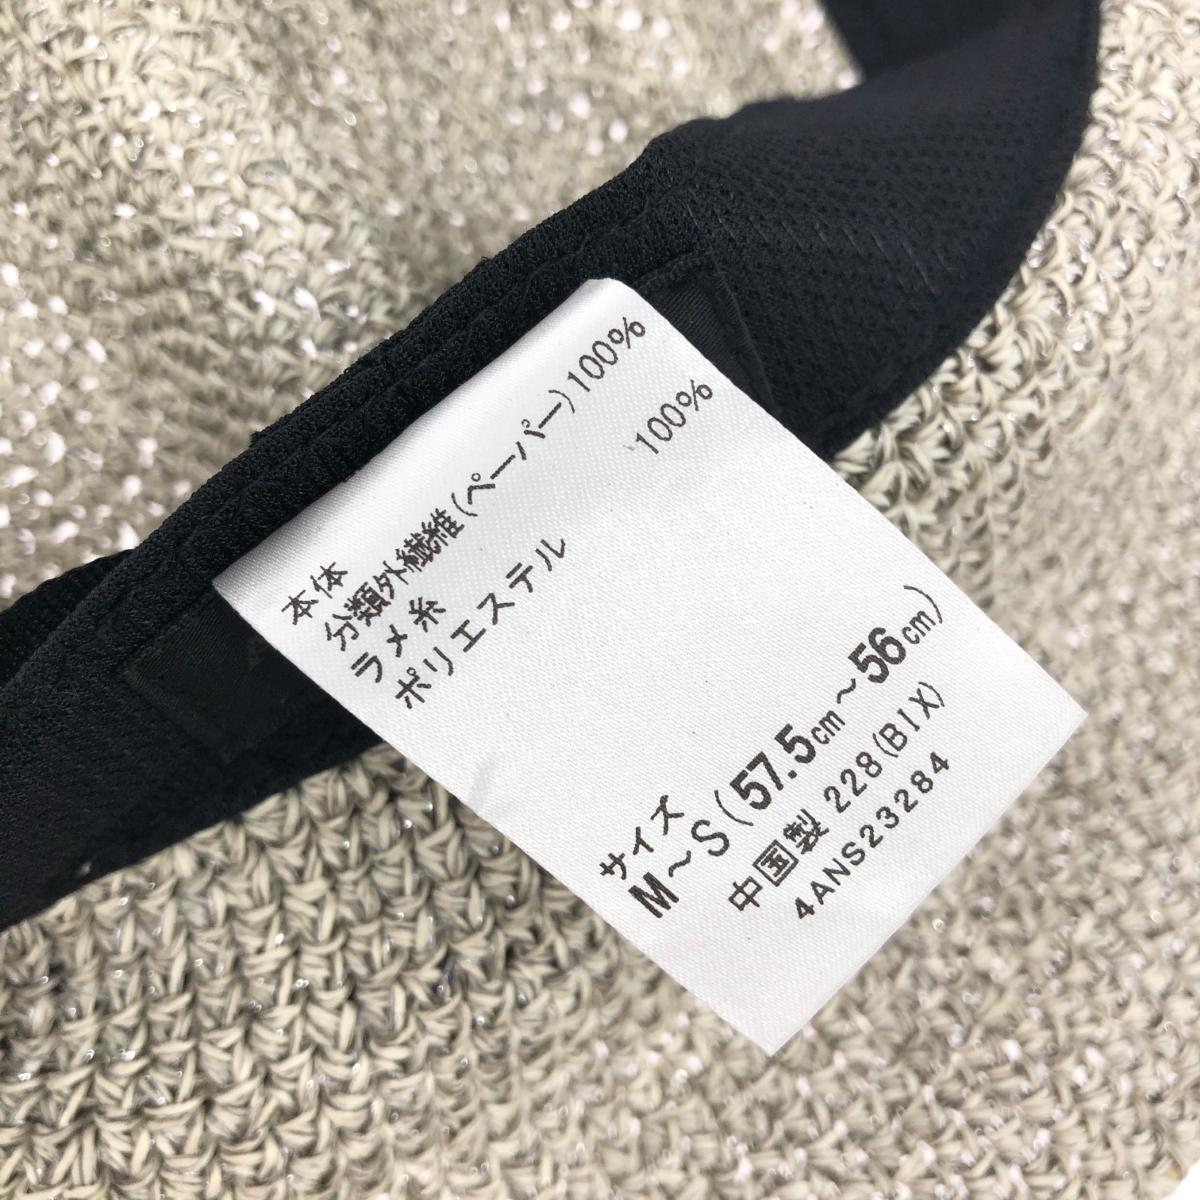 本体
分類外繊維(ペーパー)100%
ラメ糸
ポリエステル 100%
サイズ
M~S(57.5cm~56cm)
中国製 228(BIX)
4ANS23284